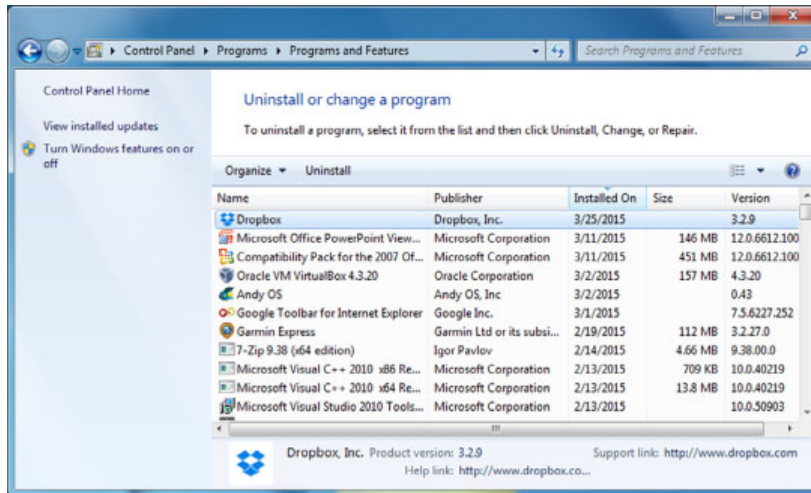 Control Panel ▸ Programs ▸ Programs and Features
Search Programs and Features
Control Panel Home
View installed updates
Turn Windows features on or
off
Uninstall or change a program
To uninstall a program, select it from the list and then click Uninstall, Change, or Repair.
Organize Uninstall
Name Publisher Installed On Size Version
Dropbox Dropbox, Inc. 3/25/2015 3.2.9
Microsoft Office PowerPoint View... Microsoft Corporation 3/11/2015 146 MB 12.0.6612.100
Compatibility Pack for the 2007 Of... Microsoft Corporation 3/11/2015 451 MB 12.0.6612.100
Oracle VM VirtualBox 4.3.20 Oracle Corporation 3/2/2015 157 MB 4.3.20
Andy OS Andy OS, Inc 3/2/2015 0.43
Google Toolbar for Internet Explorer Google Inc. 3/1/2015 7.5.6227.252
Garmin Express Garmin Ltd or its subsi... 2/19/2015 112 MB 3.2.27.0
7-Zip 9.38 (x64 edition) Igor Pavlov 2/14/2015 4.66 MB 9.38.00.0
Microsoft Visual C++ 2010 x86 Re... Microsoft Corporation 2/13/2015 709 KB 10.0.40219
Microsoft Visual C++ 2010 x64 Re... Microsoft Corporation 2/13/2015 13.8 MB 10.0.40219
Microsoft Visual Studio 2010 Tools... Microsoft Corporation 2/13/2015 10.0.50903
Dropbox, Inc. Product version: 3.2.9 Support link: http://www.dropbox.com
Help link: http://www.dropbox.co...